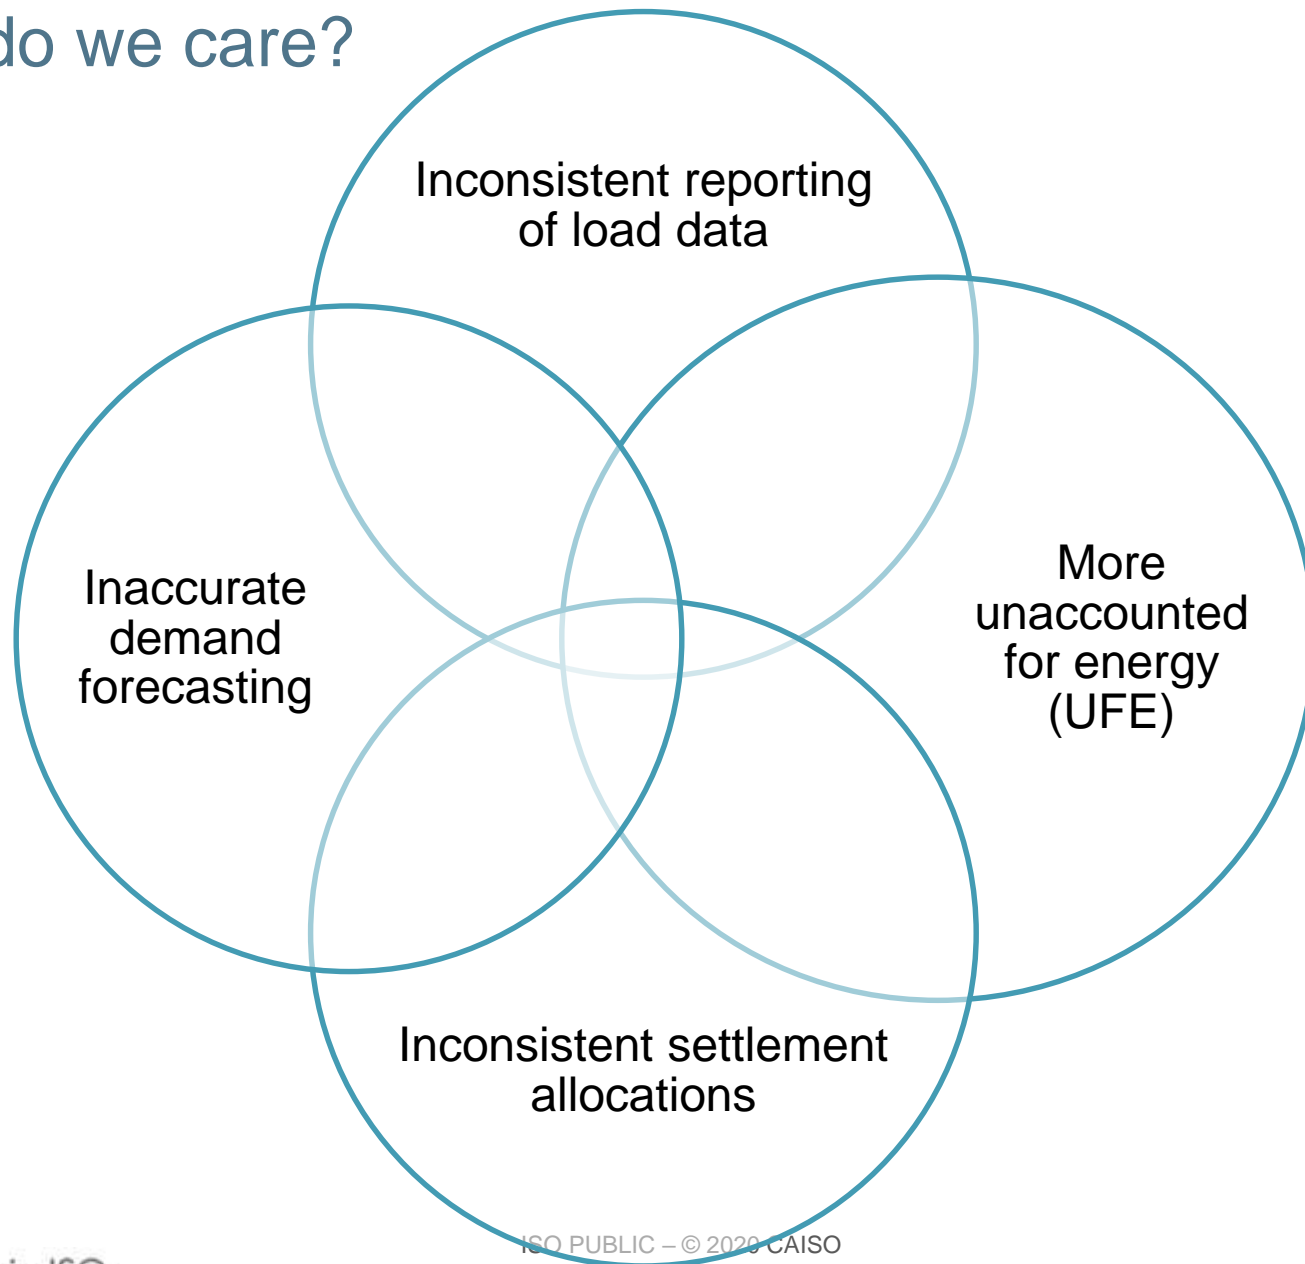 do we care?
Inconsistent reporting
of load data
Inaccurate
demand
forecasting
More
unaccounted
for energy
(UFE)
Inconsistent settlement
allocations
ISO PUBLIC – © 2020 CAISO
ISO